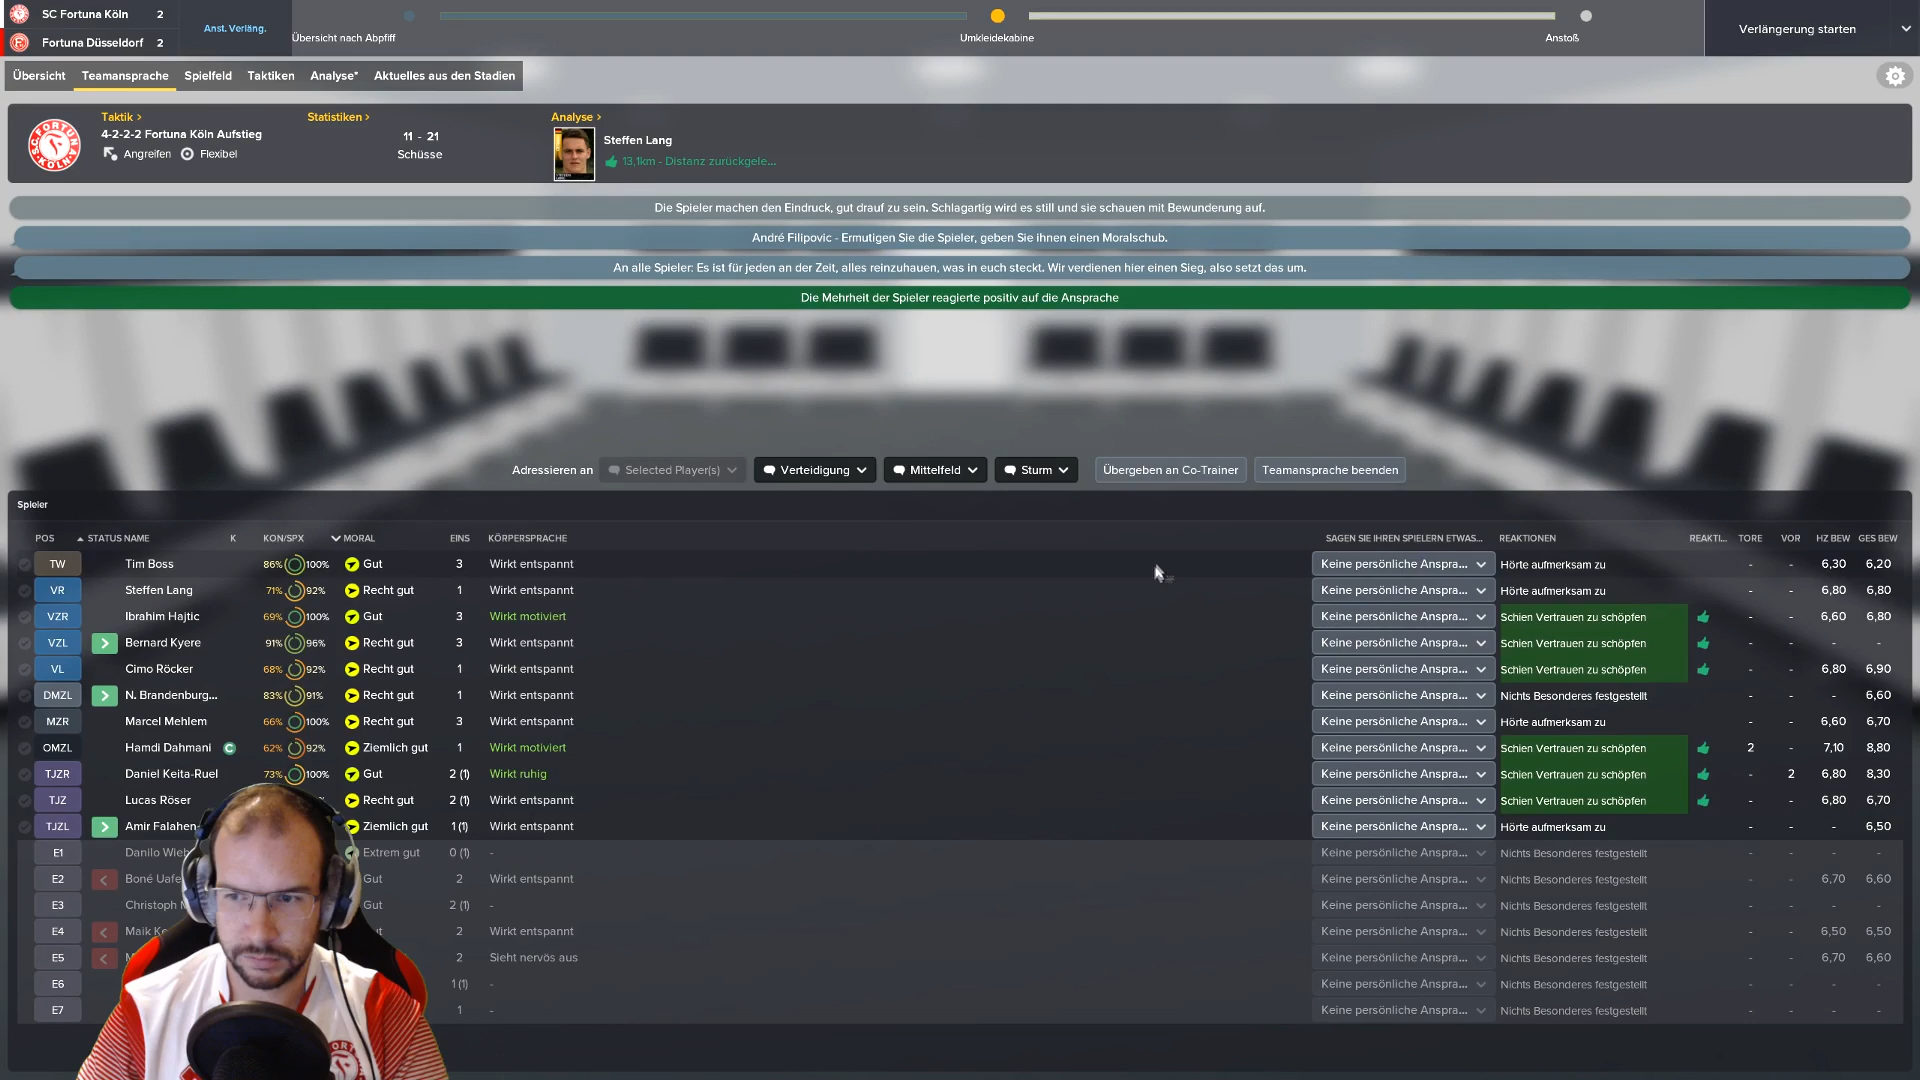 SC Fortuna Köln 2
Fortuna Düsseldorf 2
Anst. Verläng.
Übersicht nach Abpfiff
Umkleidekabine
Anstoß
Verlängerung starten
Übersicht Teamansprache Spielfeld Taktiken Analyse* Aktuelles aus den Stadien
Taktik >
4-2-2-2 Fortuna Köln Aufstieg
Angreifen Flexibel
Statistiken >
11 - 21
Schüsse
Analyse >
Steffen Lang
13,1km - Distanz zurückgele...
Die Spieler machen den Eindruck, gut drauf zu sein. Schlagartig wird es still und sie schauen mit Bewunderung auf.
André Filipovic - Ermutigen Sie die Spieler, geben Sie ihnen einen Moralschub.
An alle Spieler: Es ist für jeden an der Zeit, alles reinzuhauen, was in euch steckt. Wir verdienen hier einen Sieg, also setzt das um.
Die Mehrheit der Spieler reagierte positiv auf die Ansprache
Adressieren an Selected Player(s) Verteidigung Mittelfeld Sturm Übergeben an Co-Trainer Teamansprache beenden
Spieler
POS STATUS NAME K KON/SPX MORAL EINS KÖRPERSPRACHE SAGEN SIE IHREN SPIELERN ETWAS... REAKTIONEN REAKTI... TORE VOR HZ BEW GES BEW
TW Tim Boss 86% 100% Gut 3 Wirkt entspannt Keine persönliche Anspra... Hörte aufmerksam zu - - 6,30 6,20
VR Steffen Lang 71% 92% Recht gut 1 Wirkt entspannt Keine persönliche Anspra... Hörte aufmerksam zu - - 6,80 6,80
VZR Ibrahim Hajtic 69% 100% Gut 3 Wirkt motiviert Keine persönliche Anspra... Schien Vertrauen zu schöpfen - - 6,60 6,80
VZL Bernard Kyere 91% 96% Recht gut 3 Wirkt entspannt Keine persönliche Anspra... Schien Vertrauen zu schöpfen - - - -
VL Cimo Röcker 68% 92% Recht gut 1 Wirkt entspannt Keine persönliche Anspra... Schien Vertrauen zu schöpfen - - 6,80 6,90
DMZL N. Brandenburg... 83% 91% Recht gut 1 Wirkt entspannt Keine persönliche Anspra... Nichts Besonderes festgestellt - - - 6,60
MZR Marcel Mehlem 66% 100% Recht gut 3 Wirkt entspannt Keine persönliche Anspra... Hörte aufmerksam zu - - 6,60 6,70
OMZL Hamdi Dahmani C 62% 92% Ziemlich gut 1 Wirkt motiviert Keine persönliche Anspra... Schien Vertrauen zu schöpfen 2 - 7,10 8,80
TJZR Daniel Keita-Ruel 73% 100% Gut 2 (1) Wirkt ruhig Keine persönliche Anspra... Schien Vertrauen zu schöpfen - 2 6,80 8,30
TJZ Lucas Röser Recht gut 2 (1) Wirkt entspannt Keine persönliche Anspra... Schien Vertrauen zu schöpfen - - 6,80 6,70
TJZL Amir Falahen Ziemlich gut 1 (1) Wirkt entspannt Keine persönliche Anspra... Hörte aufmerksam zu - - - 6,50
E1 Danilo Wieb Extrem gut 0 (1) - Keine persönliche Anspra... Nichts Besonderes festgestellt - - - -
E2 Boné Uafe Gut 2 Wirkt entspannt Keine persönliche Anspra... Nichts Besonderes festgestellt - - 6,70 6,60
E3 Christoph Gut 2 (1) - Keine persönliche Anspra... Nichts Besonderes festgestellt - - - -
E4 Maik Ke 2 Wirkt entspannt Keine persönliche Anspra... Nichts Besonderes festgestellt - - 6,50 6,50
E5 2 Sieht nervös aus Keine persönliche Anspra... Nichts Besonderes festgestellt - - 6,70 6,60
E6 1 (1) - Keine persönliche Anspra... Nichts Besonderes festgestellt - - - -
E7 1 - Keine persönliche Anspra... Nichts Besonderes festgestellt - - - -